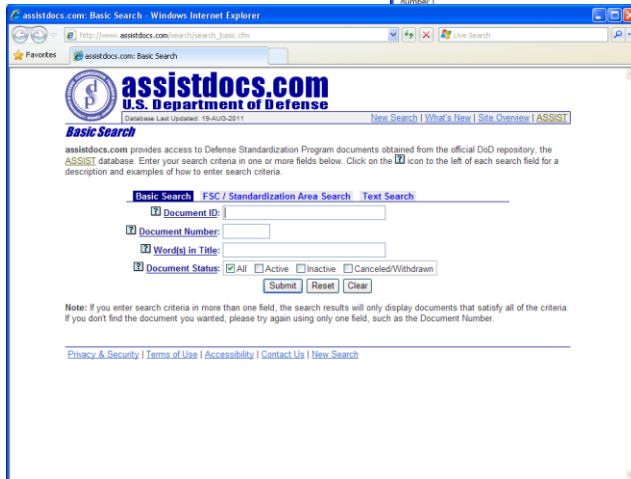 number.)
assistdocs.com: Basic Search - Windows Internet Explorer
http://www.assistdocs.com/search/search_basic.cfm
Live Search
Favorites
assistdocs.com: Basic Search
assistdocs.com
U.S. Department of Defense
Database Last Updated: 19-AUG-2011
New Search | What's New | Site Overview | ASSIST
Basic Search
assistdocs.com provides access to Defense Standardization Program documents obtained from the official DoD repository, the
ASSIST database. Enter your search criteria in one or more fields below. Click on the ? icon to the left of each search field for a
description and examples of how to enter search criteria.
Basic Search FSC / Standardization Area Search Text Search
? Document ID:
? Document Number:
? Word(s) in Title:
? Document Status: All Active Inactive Canceled/Withdrawn
Submit Reset Clear
Note: If you enter search criteria in more than one field, the search results will only display documents that satisfy all of the criteria.
If you don't find the document you wanted, please try again using only one field, such as the Document Number.
Privacy & Security | Terms of Use | Accessibility | Contact Us | New Search